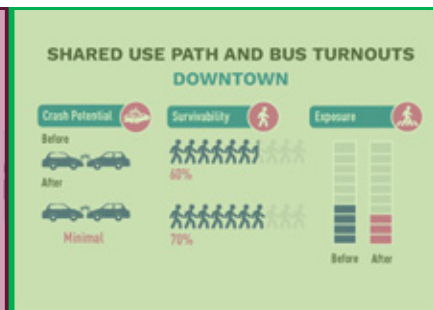 SHARED USE PATH AND BUS TURNOUTS
DOWNTOWN
Crash Potential
Before
After
Minimal
Survivability
60%
70%
Exposure
Before After